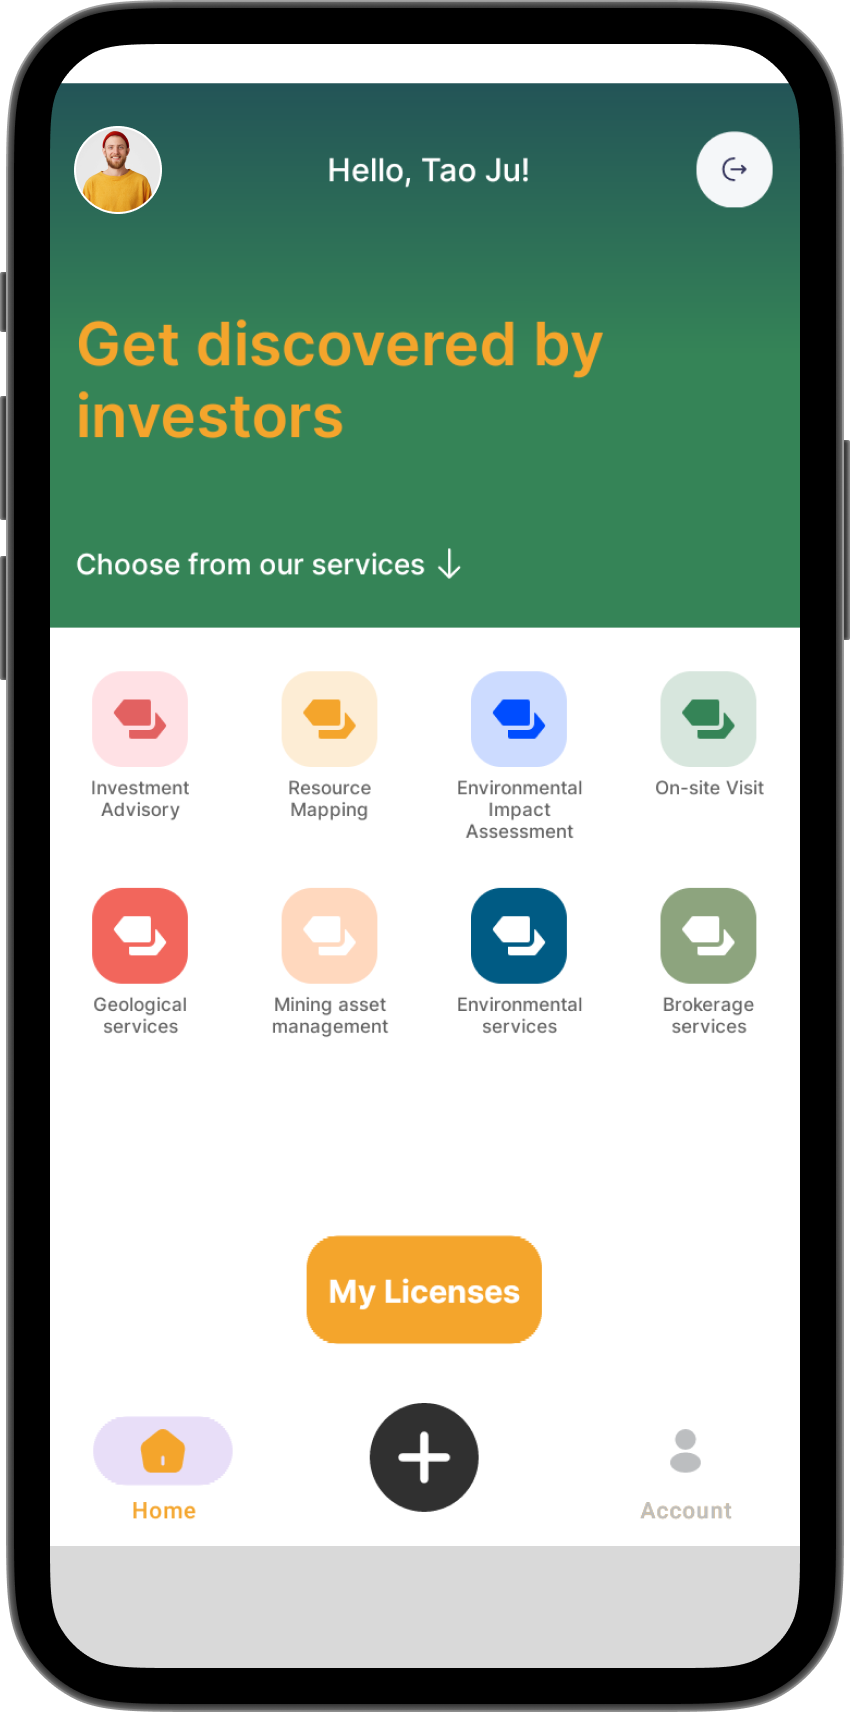 Hello, Tao Ju!
Get discovered by
investors
Choose from our services ↓
Investment
Advisory
Resource
Mapping
Environmental
Impact
Assessment
On-site Visit
Geological
services
Mining asset
management
Environmental
services
Brokerage
services
My Licenses
Home
Account